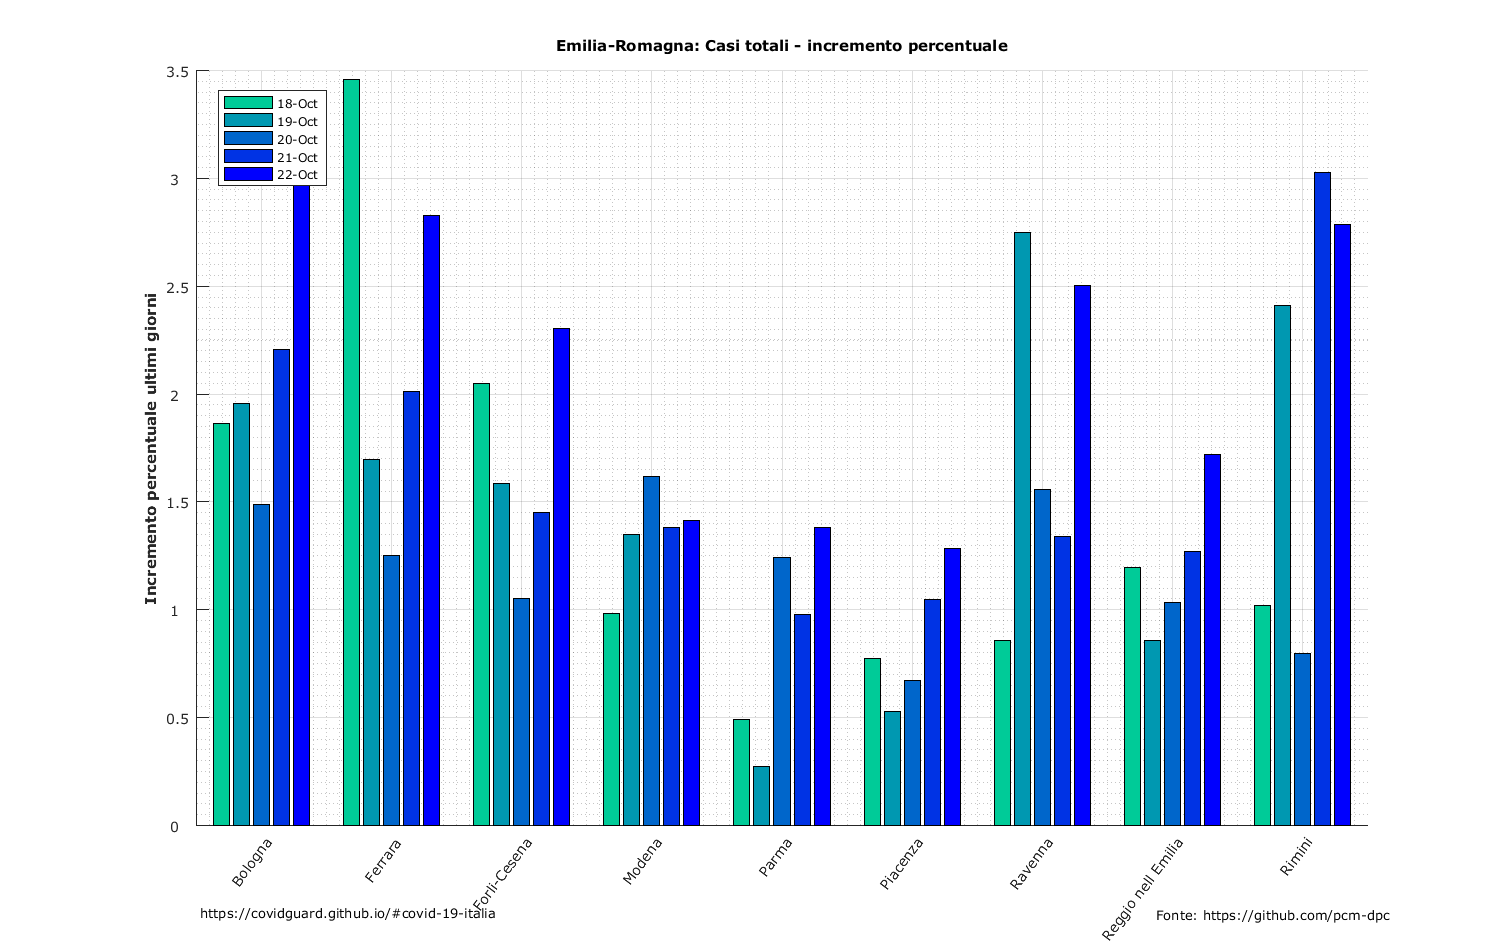 Emilia-Romagna: Casi totali - incremento percentuale
3.5
3
2.5
2
1.5
1
0.5
0
Incremento percentuale ultimi giorni
18-Oct
19-Oct
20-Oct
21-Oct
22-Oct
Bologna
Ferrara
Forlì-Cesena
Modena
Parma
Piacenza
Ravenna
Reggio nell Emilia
Rimini
https://covidguard.github.io/#covid-19-italia
Fonte: https://github.com/pcm-dpc